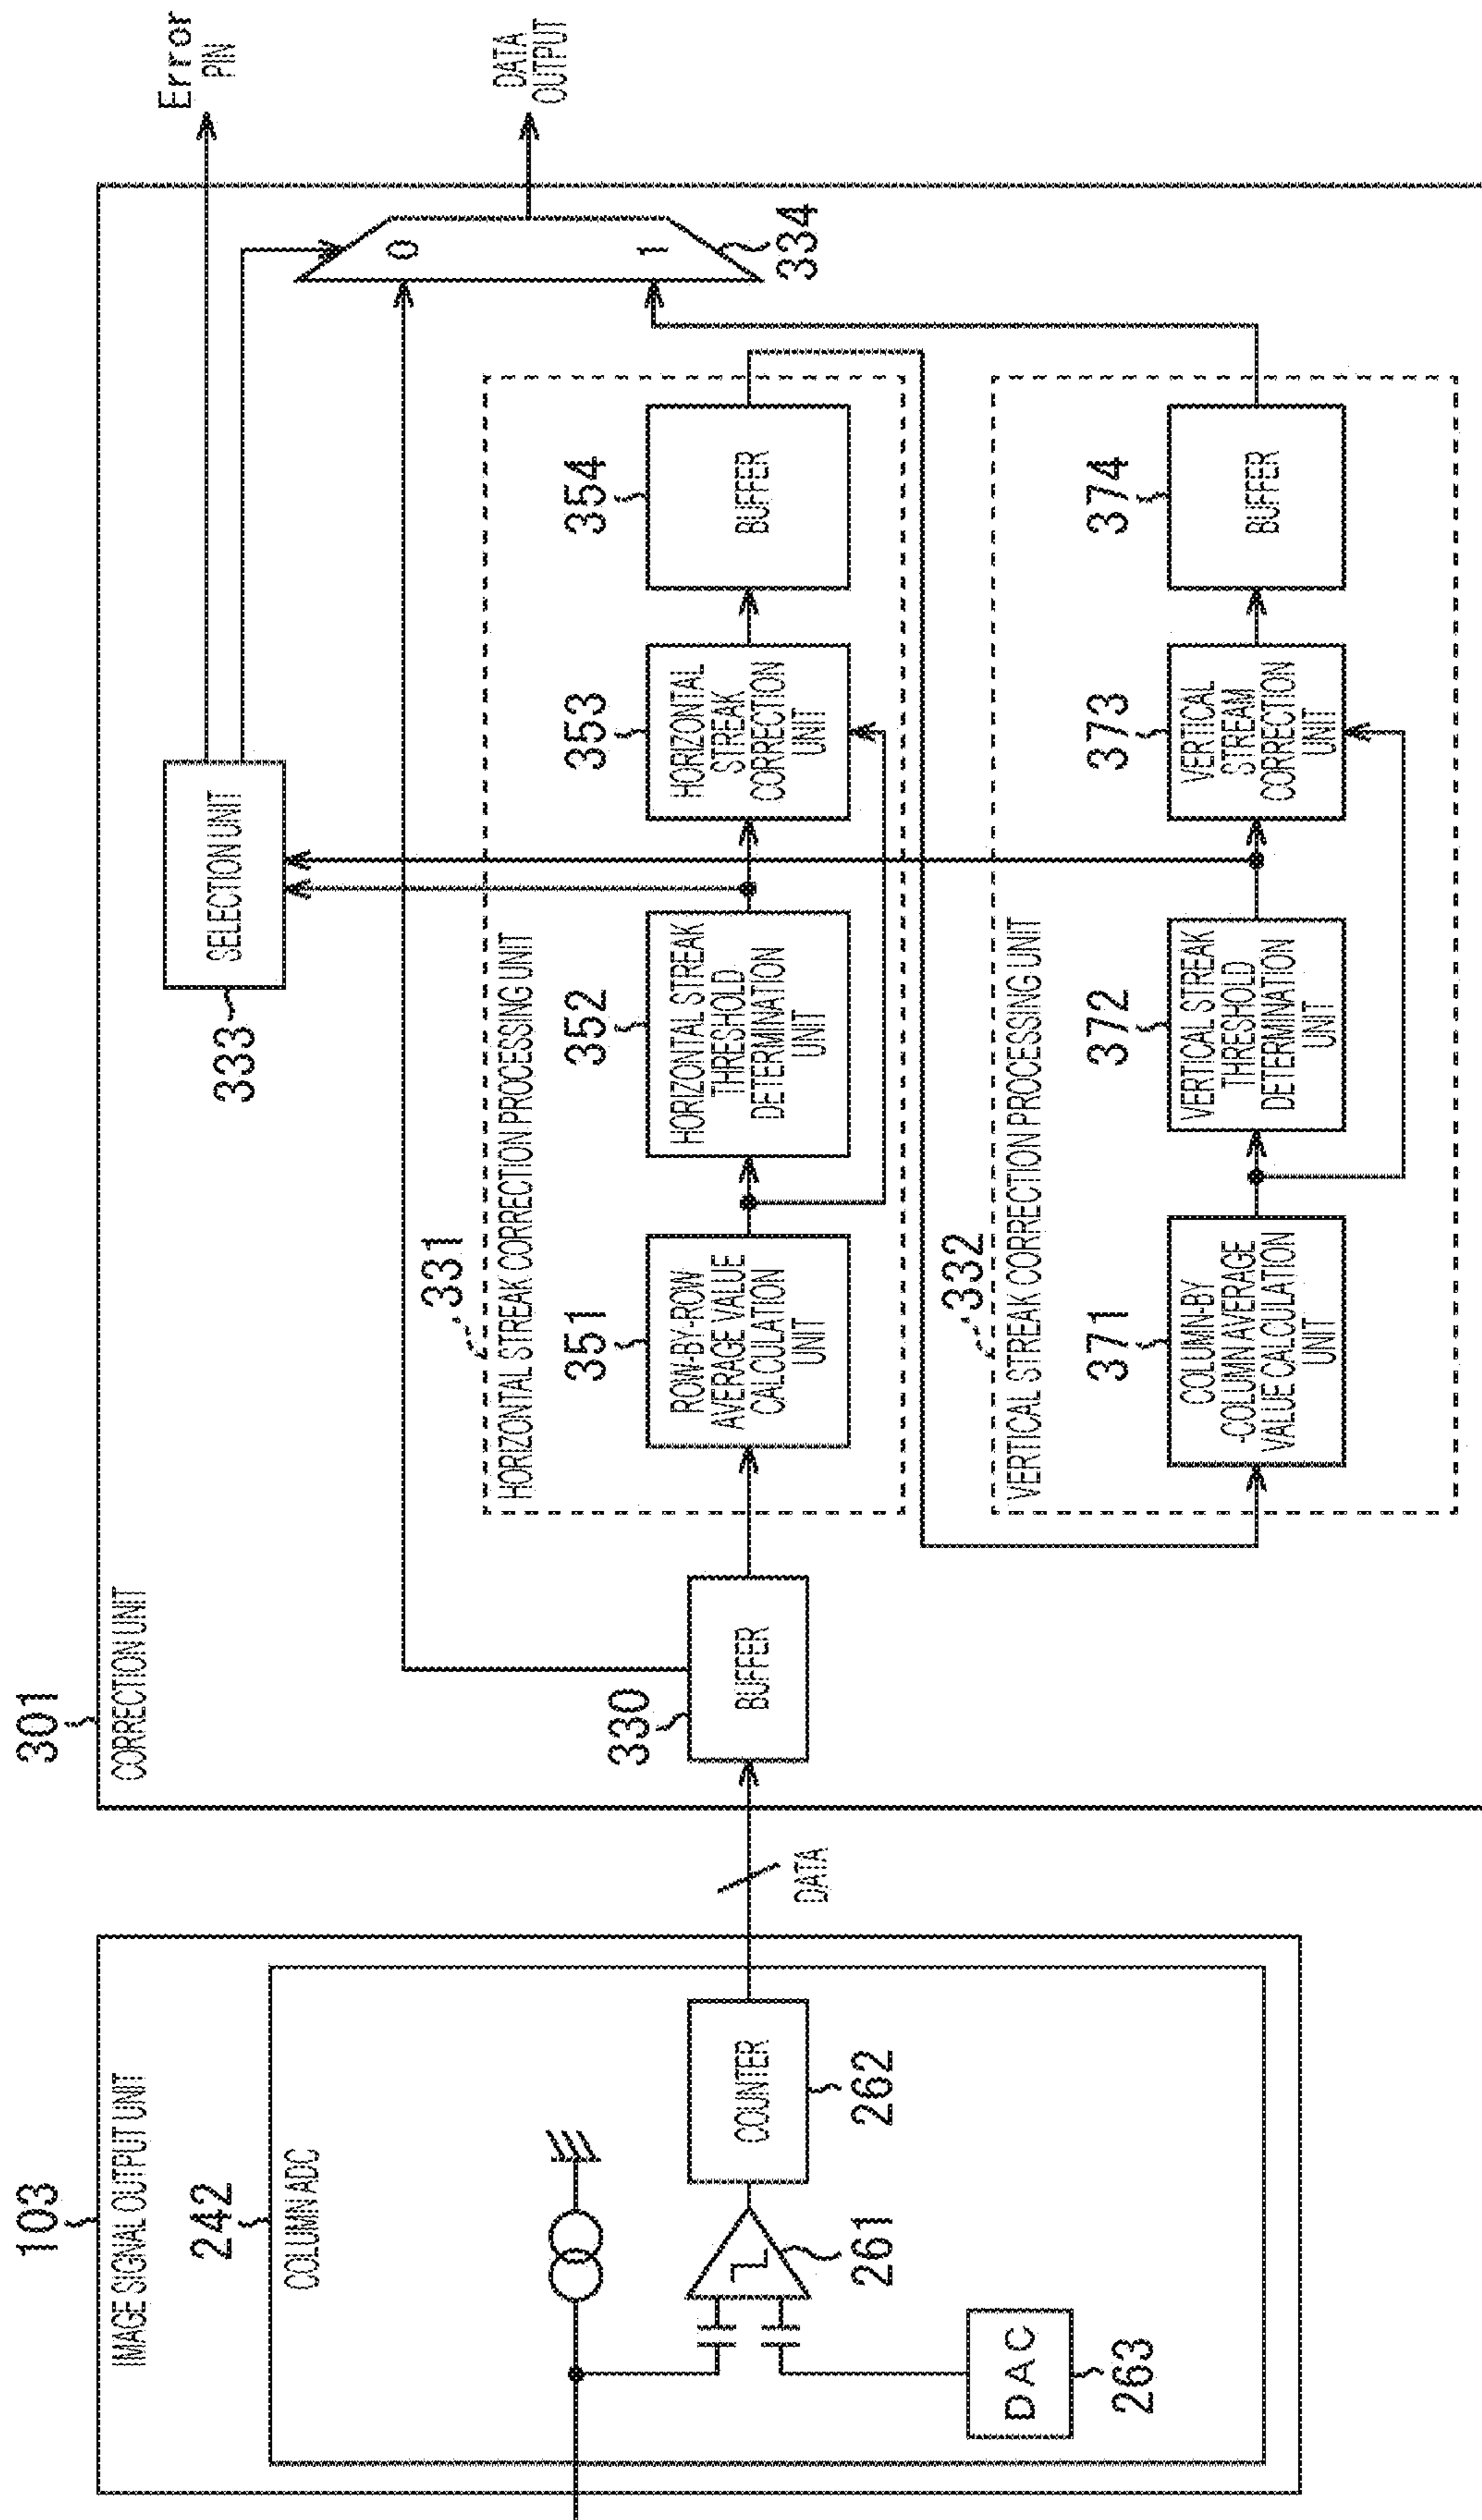 103
IMAGE SIGNAL OUTPUT UNIT
242
COLUMN ADC
261
COUNTER
262
DAC
263
DATA
301
CORRECTION UNIT
330
BUFFER
331
HORIZONTAL STREAK CORRECTION PROCESSING UNIT
351
ROW-BY-ROW
AVERAGE VALUE
CALCULATION
UNIT
352
HORIZONTAL STREAK
THRESHOLD
DETERMINATION
UNIT
353
HORIZONTAL
STREAK
CORRECTION
UNIT
354
BUFFER
332
VERTICAL STREAK CORRECTION PROCESSING UNIT
371
COLUMN-BY
-COLUMN AVERAGE
VALUE CALCULATION
UNIT
372
VERTICAL STREAK
THRESHOLD
DETERMINATION
UNIT
373
VERTICAL
STREAM
CORRECTION
UNIT
374
BUFFER
333
SELECTION UNIT
0
1
334
Error
PIN
DATA
OUTPUT